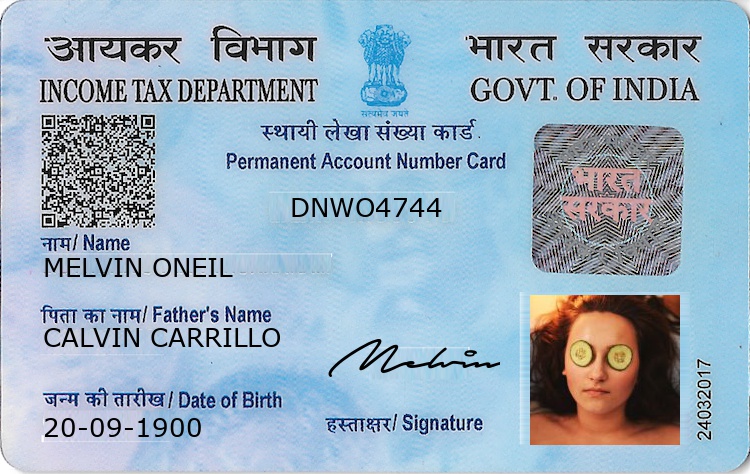 आयकर विभाग
INCOME TAX DEPARTMENT
सत्यमेव जयते
भारत सरकार
GOVT. OF INDIA
स्थायी लेखा संख्या कार्ड
Permanent Account Number Card
DNWO4744
भारत
सरकार
नाम/ Name
MELVIN ONEIL
पिता का नाम/ Father's Name
CALVIN CARRILLO
Melvin
जन्म की तारीख/ Date of Birth
20-09-1900
हस्ताक्षर/ Signature
24032017